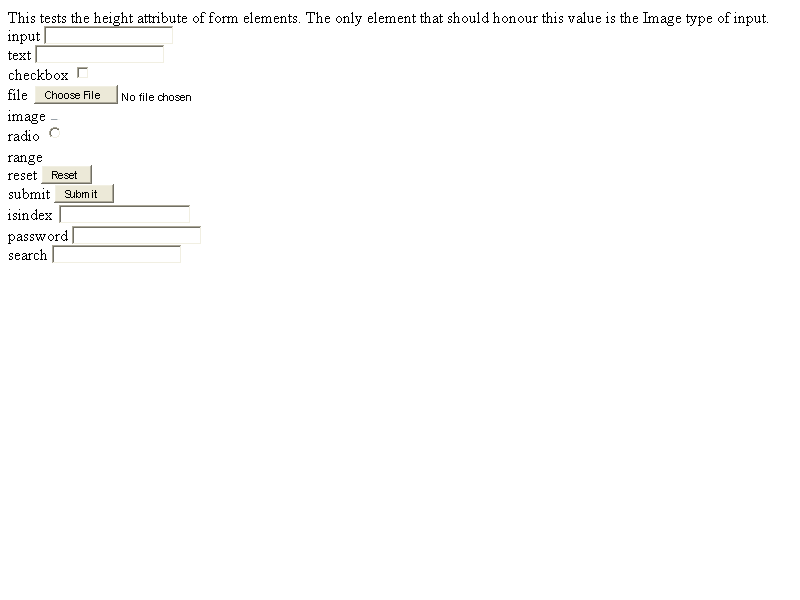 This tests the height attribute of form elements. The only element that should honour this value is the Image type of input.
input
text
checkbox
file Choose File No file chosen
image
radio
range
reset Reset
submit Submit
isindex
password
search